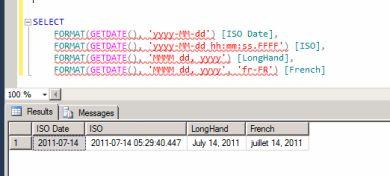 SELECT
FORMAT(GETDATE(), 'yyyy-MM-dd') [ISO Date],
FORMAT(GETDATE(), 'yyyy-MM-dd hh:mm:ss.FFFF') [ISO],
FORMAT(GETDATE(), 'MMMM dd, yyyy') [LongHand],
FORMAT(GETDATE(), 'MMMM dd, yyyy', 'fr-FR') [French]
100 %
Results Messages
ISO Date ISO LongHand French
1 2011-07-14 2011-07-14 05:29:40.447 July 14, 2011 juillet 14, 2011